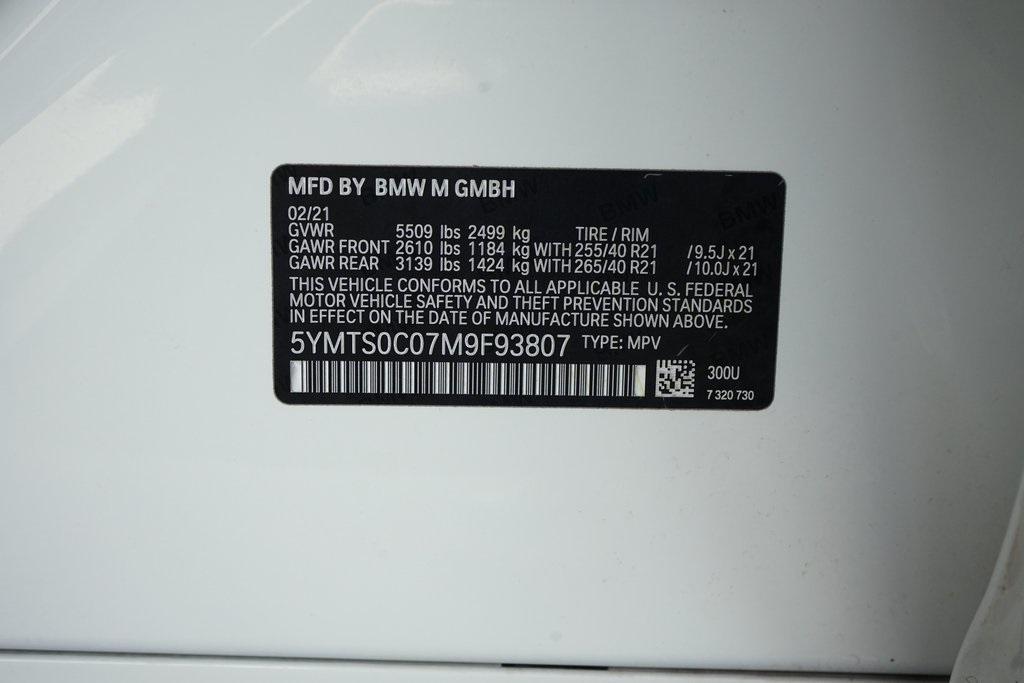 MFD BY BMW M GMBH
02/21
GVWR 5509 lbs 2499 kg TIRE / RIM
GAWR FRONT 2610 lbs 1184 kg WITH 255/40 R21 /9.5J x 21
GAWR REAR 3139 lbs 1424 kg WITH 265/40 R21 /10.0J x 21
THIS VEHICLE CONFORMS TO ALL APPLICABLE U. S. FEDERAL
MOTOR VEHICLE SAFETY AND THEFT PREVENTION STANDARDS
IN EFFECT ON THE DATE OF MANUFACTURE SHOWN ABOVE.
5YMTS0C07M9F93807 TYPE: MPV
300U
7 320 730